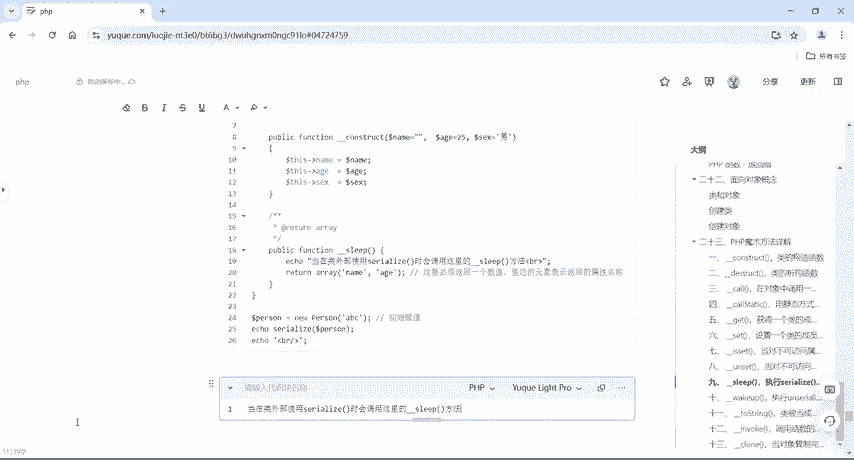 php
yuque.com/luojie-nt3e0/bt6bg3/dwuhgnxm0ngc91lo#04724759
所有书签
php
分享
更新
B I S U A
7
8 public function __construct($name="", $age=25, $sex='男')
9 {
10 $this->name = $name;
11 $this->age = $age;
12 $this->sex = $sex;
13 }
14
15 /**
16 * @return array
17 */
18 public function __sleep() {
19 echo "当在类外部使用serialize()时会调用这里的__sleep()方法<br>";
20 return array('name', 'age'); // 这里必须返回一个数值，里边的元素表示返回的属性名称
21 }
22 }
23
24 $person = new Person('abc'); // 初始赋值
25 echo serialize($person);
26 echo '<br/>';
请输入代码块名称
PHP
Yuque Light Pro
1 当在类外部使用serialize()时会调用这里的__sleep()方法
大纲
PHP 函数 - 返回值
二十二、面向对象概念
类和对象
创建类
创建对象
二十三、PHP魔术方法详解
一、 __construct()，类的构造函数
二、 __destruct()，类的析构函数
三、 __call()，在对象中调用一...
四、 __callStatic()，用静态方式...
五、 __get()，获得一个类的成...
六、 __set()，设置一个类的成员...
七、 __isset()，当对不可访问属...
八、 __unset()，当对不可访问...
九、 __sleep()，执行serialize()...
十、 __wakeup()，执行unseriali...
十一、 __toString()，类被当成...
十二、 __invoke()，调用函数的...
十三、 __clone()，当对象复制完...